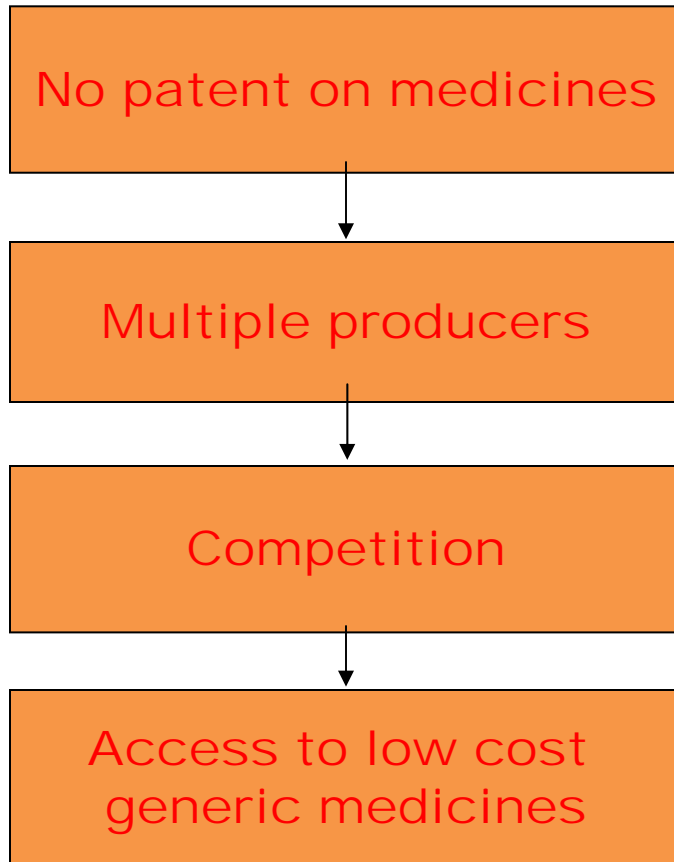 No patent on medicines
Multiple producers
Competition
Access to low cost
generic medicines